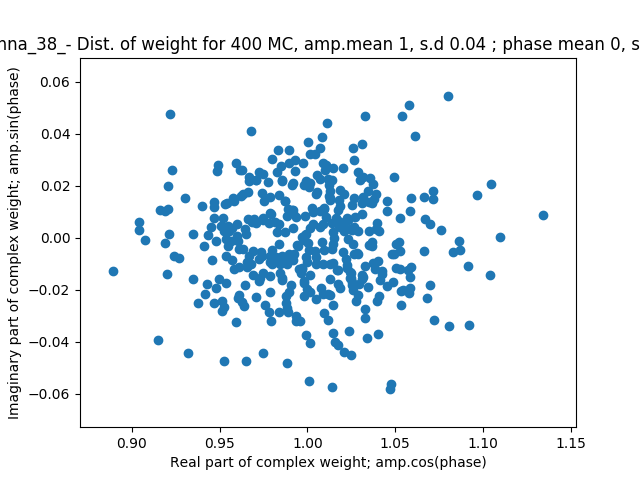 nna_38_- Dist. of weight for 400 MC, amp.mean 1, s.d 0.04 ; phase mean 0, s
Imaginary part of complex weight; amp.sin(phase)
0.06
0.04
0.02
0.00
−0.02
−0.04
−0.06
0.90 0.95 1.00 1.05 1.10 1.15
Real part of complex weight; amp.cos(phase)